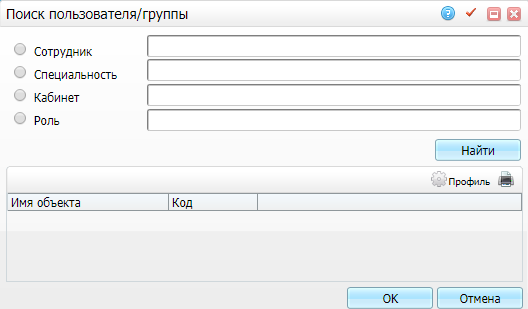 Поиск пользователя/группы
Сотрудник
Специальность
Кабинет
Роль
Найти
Профиль
Имя объекта Код
OK Отмена